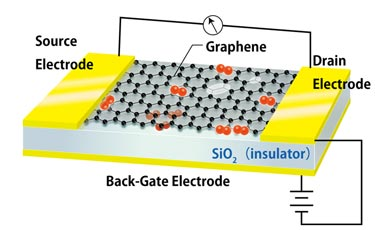 Source
Electrode
Graphene
Drain
Electrode
SiO₂ (insulator)
Back-Gate Electrode